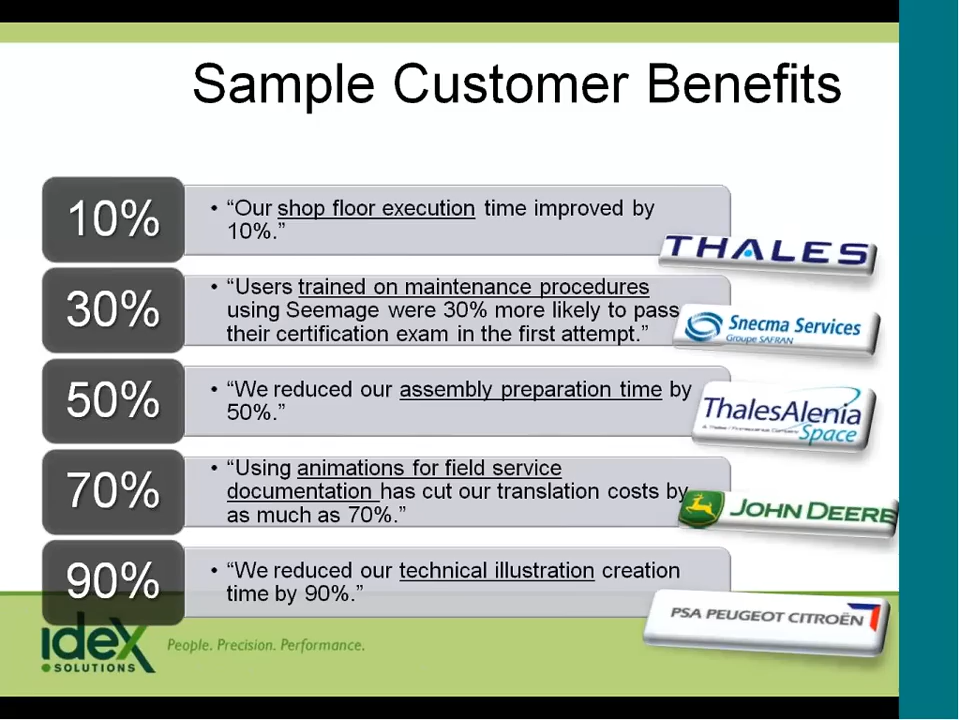 Sample Customer Benefits
10%
• “Our shop floor execution time improved by
10%.”
THALES
30%
• “Users trained on maintenance procedures
using Seemage were 30% more likely to pass
their certification exam in the first attempt.”
Snecma Services
Groupe SAFRAN
50%
• “We reduced our assembly preparation time by
50%.”
ThalesAlenia
Space
70%
• “Using animations for field service
documentation has cut our translation costs by
as much as 70%.”
JOHN DEERE
90%
• “We reduced our technical illustration creation
time by 90%.”
PSA PEUGEOT CITROËN
idex
SOLUTIONS
People. Precision. Performance.